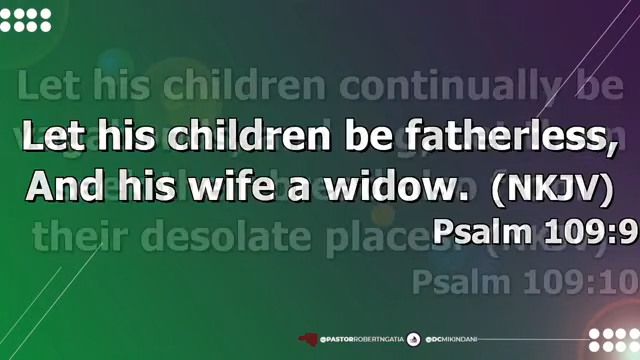 Let his children continually be
Let his children be fatherless,
And his wife a widow. (NKJV)
Psalm 109:9
their desolate places. (NKJV)
Psalm 109:10
@PASTORROBERTNGATIA @DCMIKINDANI